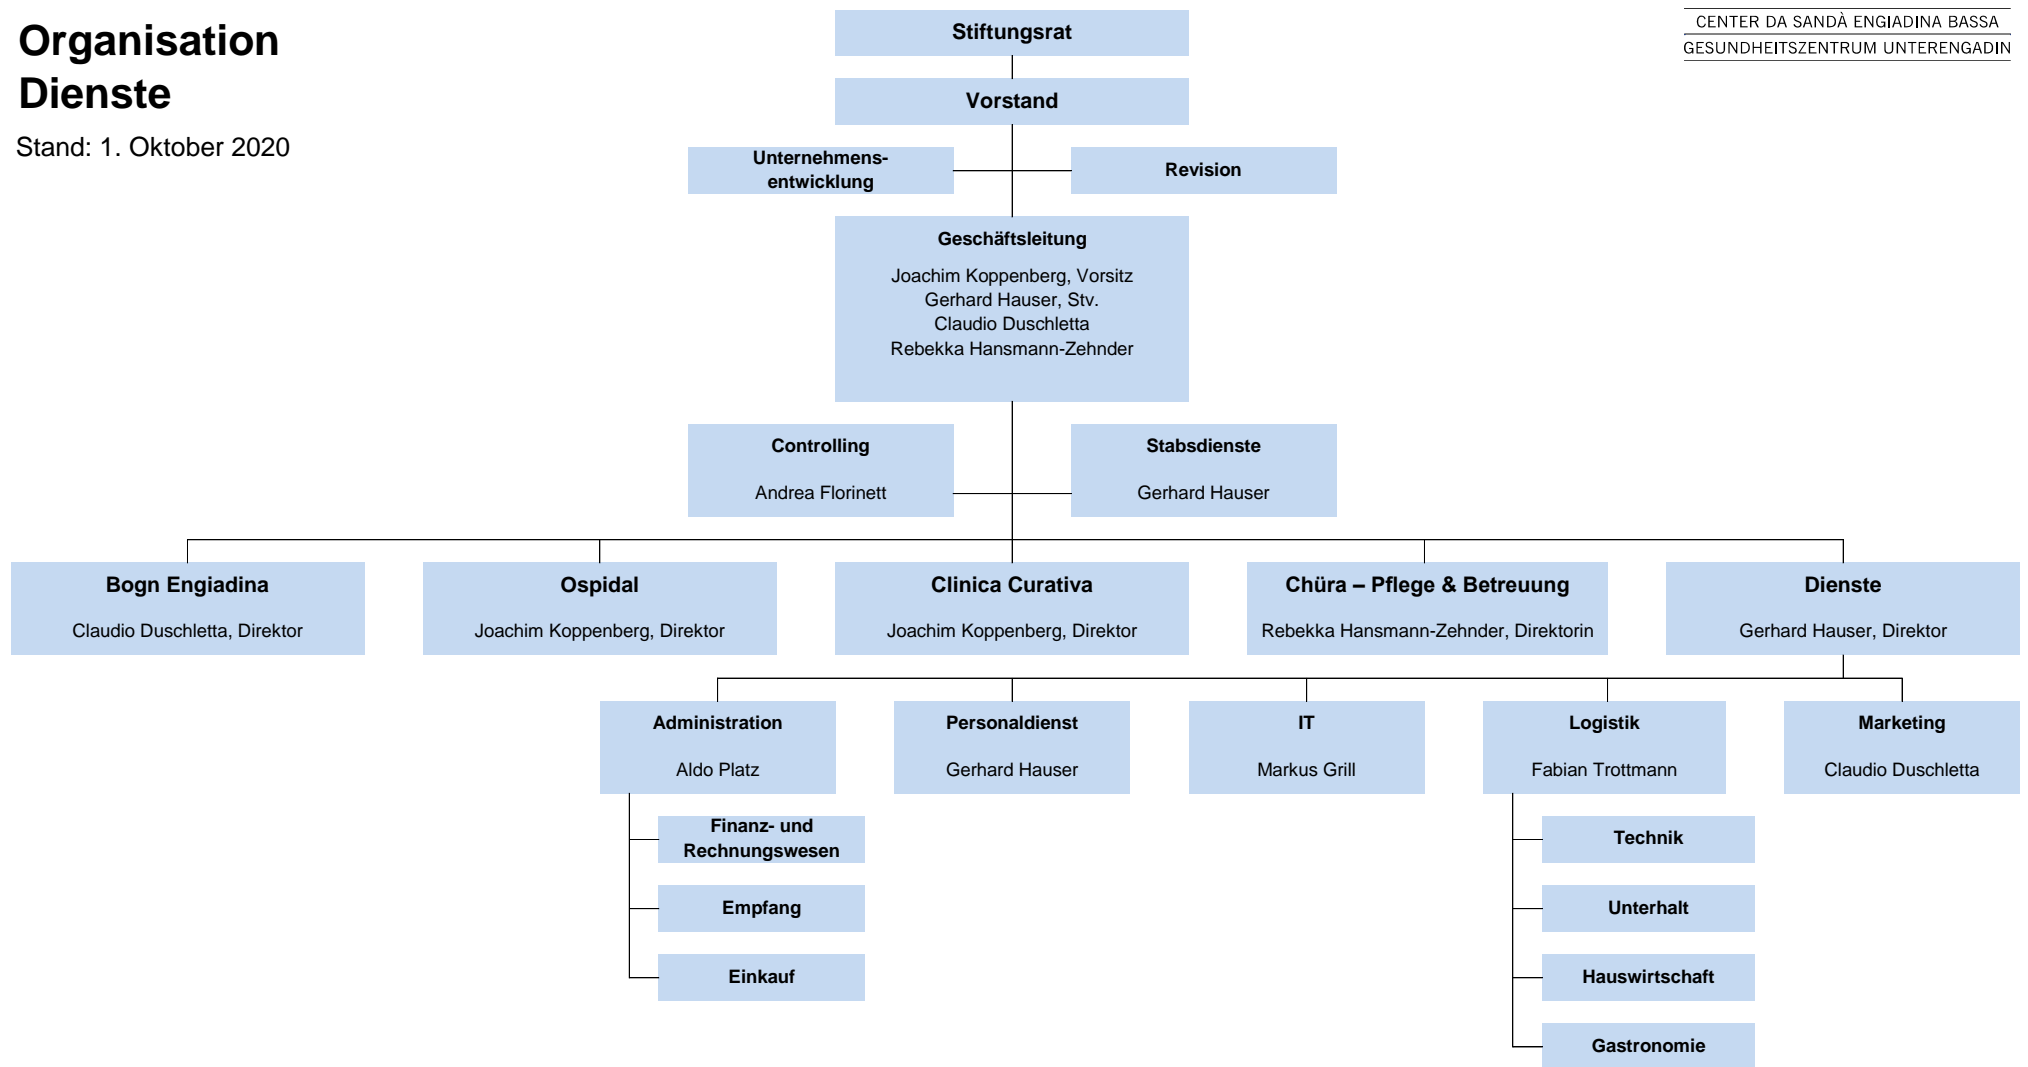 Organisation
Dienste
Stand: 1. Oktober 2020
CENTER DA SANDÀ ENGIADINA BASSA
GESUNDHEITSZENTRUM UNTERENGADIN
Stiftungsrat
Vorstand
Unternehmens-
entwicklung
Revision
Geschäftsleitung
Joachim Koppenberg, Vorsitz
Gerhard Hauser, Stv.
Claudio Duschletta
Rebekka Hansmann-Zehnder
Controlling
Andrea Florinett
Stabsdienste
Gerhard Hauser
Bogn Engiadina
Claudio Duschletta, Direktor
Ospidal
Joachim Koppenberg, Direktor
Clinica Curativa
Joachim Koppenberg, Direktor
Chüra – Pflege & Betreuung
Rebekka Hansmann-Zehnder, Direktorin
Dienste
Gerhard Hauser, Direktor
Administration
Aldo Platz
Personaldienst
Gerhard Hauser
IT
Markus Grill
Logistik
Fabian Trottmann
Marketing
Claudio Duschletta
Finanz- und
Rechnungswesen
Empfang
Einkauf
Technik
Unterhalt
Hauswirtschaft
Gastronomie